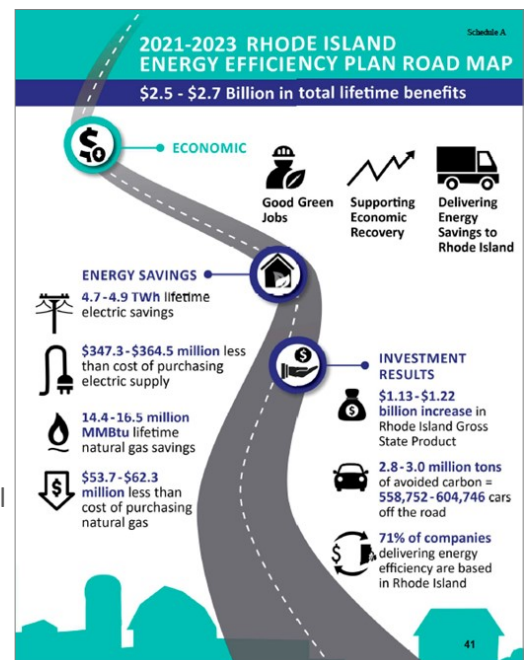 Schedule A
2021-2023 RHODE ISLAND
ENERGY EFFICIENCY PLAN ROAD MAP
$2.5 - $2.7 Billion in total lifetime benefits
ECONOMIC
Good Green
Jobs
Supporting
Economic
Recovery
Delivering
Energy
Savings to
Rhode Island
ENERGY SAVINGS
4.7-4.9 TWh lifetime
electric savings
$347.3-$364.5 million less
than cost of purchasing
electric supply
14.4-16.5 million
MMBtu lifetime
natural gas savings
$53.7-$62.3
million less than
cost of purchasing
natural gas
INVESTMENT
RESULTS
$1.13-$1.22
billion increase in
Rhode Island Gross
State Product
2.8-3.0 million tons
of avoided carbon =
558,752-604,746 cars
off the road
71% of companies
delivering energy
efficiency are based
in Rhode Island
41